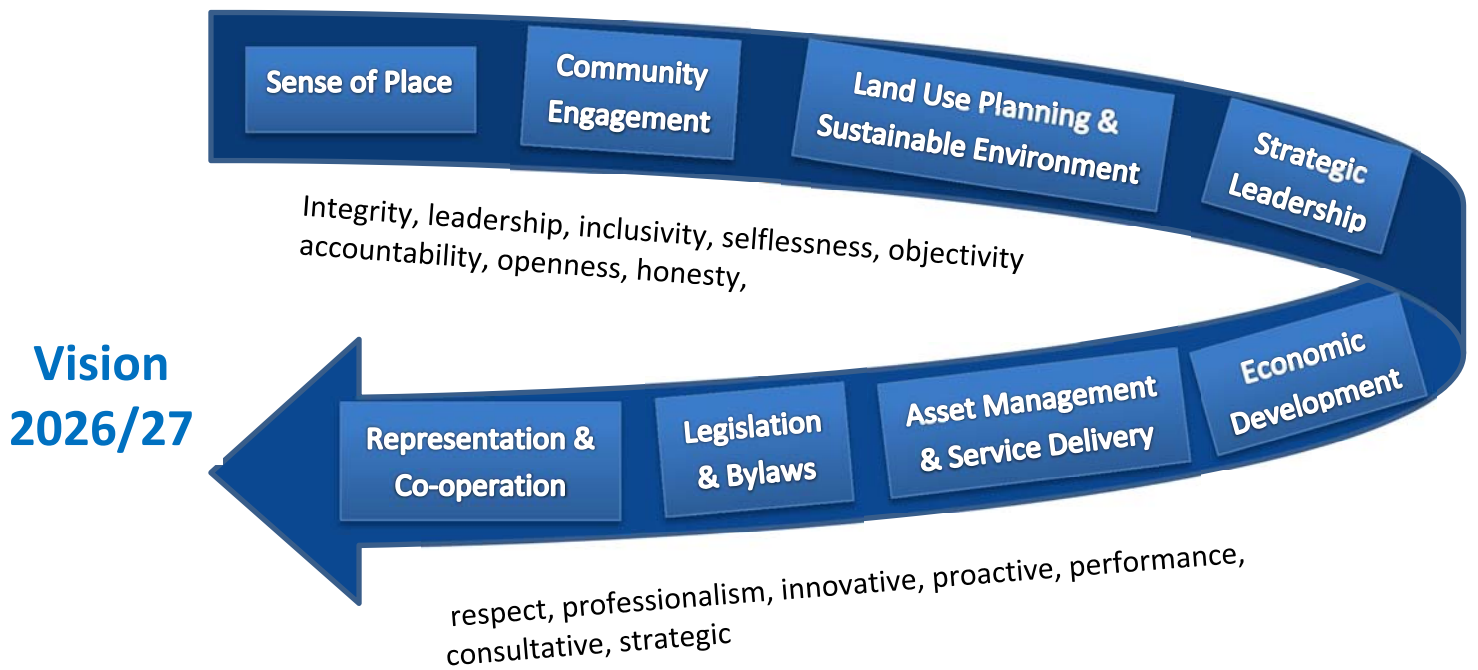 Sense of Place
Community
Engagement
Land Use Planning &
Sustainable Environment
Strategic
Leadership
Integrity, leadership, inclusivity, selflessness, objectivity
accountability, openness, honesty,
Economic
Development
Asset Management
& Service Delivery
Legislation
& Bylaws
Representation &
Co-operation
Vision
2026/27
respect, professionalism, innovative, proactive, performance,
consultative, strategic